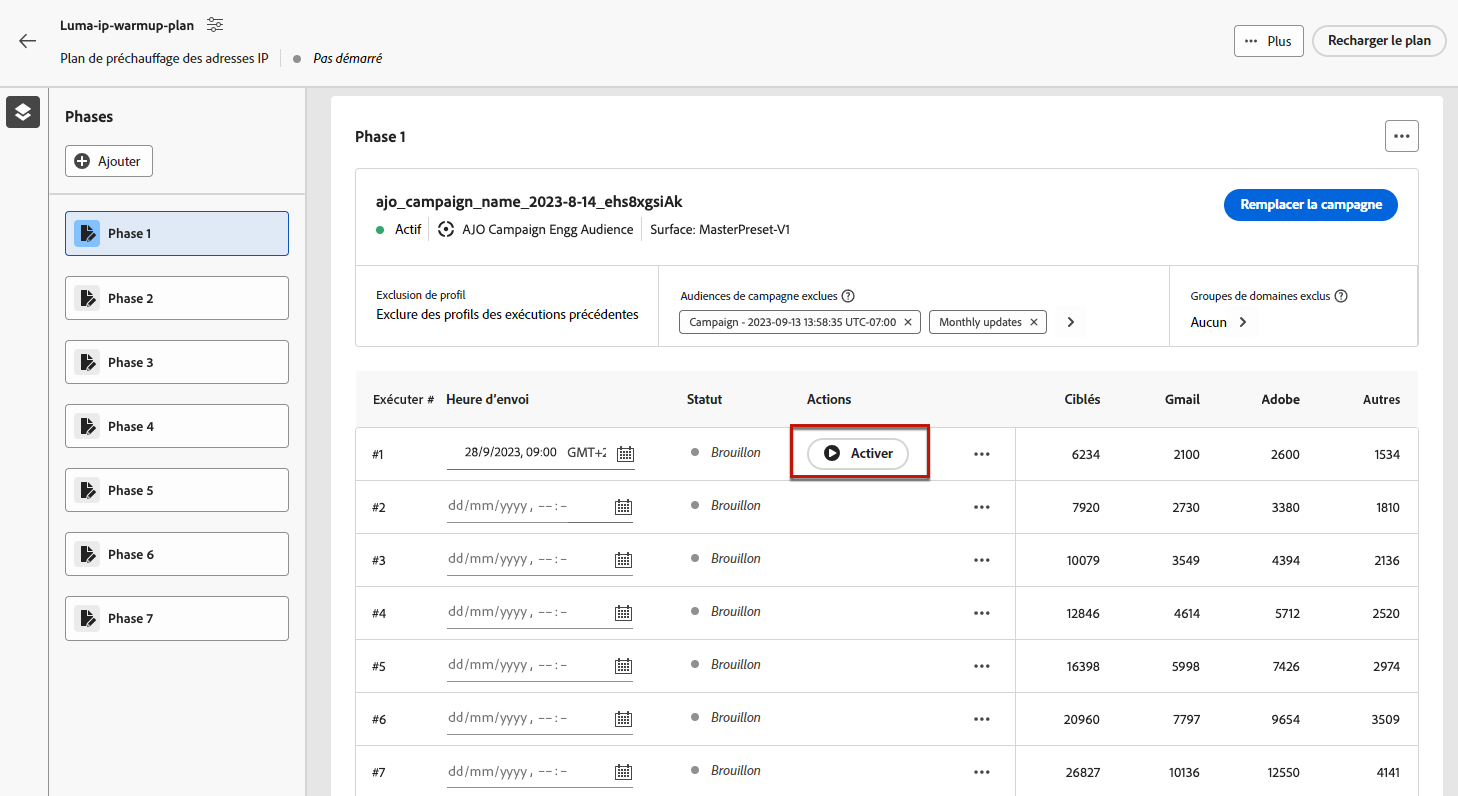 Luma-ip-warmup-plan
Plan de préchauffage des adresses IP
Pas démarré
Plus
Recharger le plan
Phases
Ajouter
Phase 1
Phase 2
Phase 3
Phase 4
Phase 5
Phase 6
Phase 7
Phase 1
ajo_campaign_name_2023-8-14_ehs8xgsiAk
Actif
AJO Campaign Engg Audience
Surface: MasterPreset-V1
Remplacer la campagne
Exclusion de profil
Exclure des profils des exécutions précédentes
Audiences de campagne exclues
Campaign - 2023-09-13 13:58:35 UTC-07:00
Monthly updates
Groupes de domaines exclus
Aucun
Exécuter # Heure d'envoi Statut Actions Ciblés Gmail Adobe Autres
#1 28/9/2023, 09:00 GMT+2 Brouillon Activer 6234 2100 2600 1534
#2 dd/mm/yyyy, --:-- Brouillon 7920 2730 3380 1810
#3 dd/mm/yyyy, --:-- Brouillon 10079 3549 4394 2136
#4 dd/mm/yyyy, --:-- Brouillon 12846 4614 5712 2520
#5 dd/mm/yyyy, --:-- Brouillon 16398 5998 7426 2974
#6 dd/mm/yyyy, --:-- Brouillon 20960 7797 9654 3509
#7 dd/mm/yyyy, --:-- Brouillon 26827 10136 12550 4141